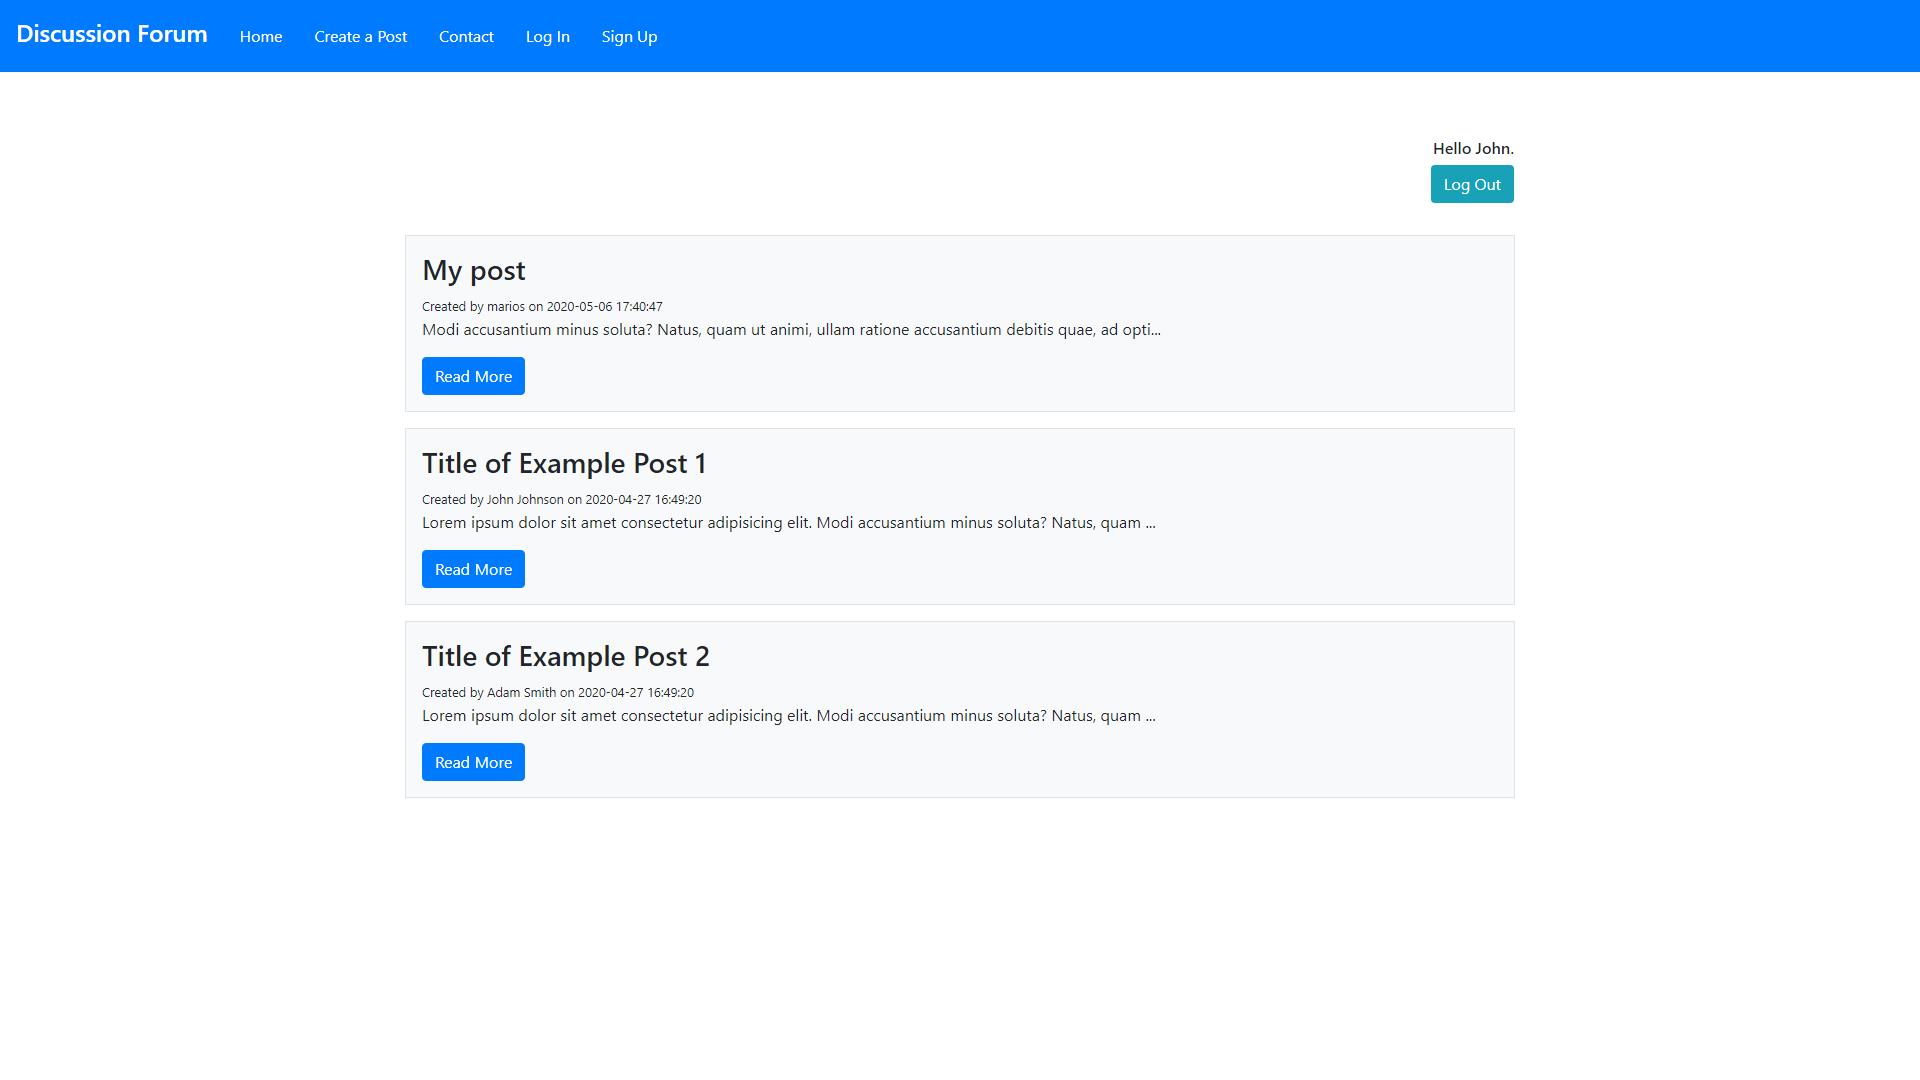 Discussion Forum Home Create a Post Contact Log In Sign Up
Hello John.
Log Out
My post
Created by marios on 2020-05-06 17:40:47
Modi accusantium minus soluta? Natus, quam ut animi, ullam ratione accusantium debitis quae, ad opti...
Read More
Title of Example Post 1
Created by John Johnson on 2020-04-27 16:49:20
Lorem ipsum dolor sit amet consectetur adipisicing elit. Modi accusantium minus soluta? Natus, quam ...
Read More
Title of Example Post 2
Created by Adam Smith on 2020-04-27 16:49:20
Lorem ipsum dolor sit amet consectetur adipisicing elit. Modi accusantium minus soluta? Natus, quam ...
Read More